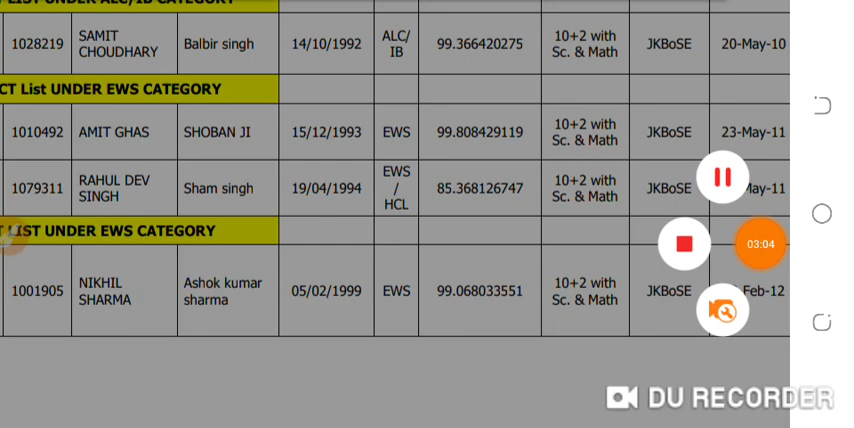 LIST UNDER ALC/IB CATEGORY
1028219 SAMIT CHOUDHARY Balbir singh 14/10/1992 ALC/ IB 99.366420275 10+2 with Sc. & Math JKBoSE 20-May-10
CT List UNDER EWS CATEGORY
1010492 AMIT GHAS SHOBAN JI 15/12/1993 EWS 99.808429119 10+2 with Sc. & Math JKBoSE 23-May-11
1079311 RAHUL DEV SINGH Sham singh 19/04/1994 EWS / HCL 85.368126747 10+2 with Sc. & Math JKBoSE May-11
LIST UNDER EWS CATEGORY
1001905 NIKHIL SHARMA Ashok kumar sharma 05/02/1999 EWS 99.068033551 10+2 with Sc. & Math JKBoSE Feb-12
03:04
DU RECORDER